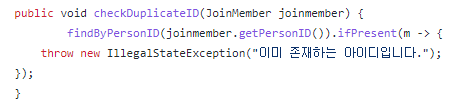 public void checkDuplicateID(JoinMember joinmember) {
findByPersonID(joinmember.getPersonID()).ifPresent(m -> {
throw new IllegalStateException("이미 존재하는 아이디입니다.");
});
}